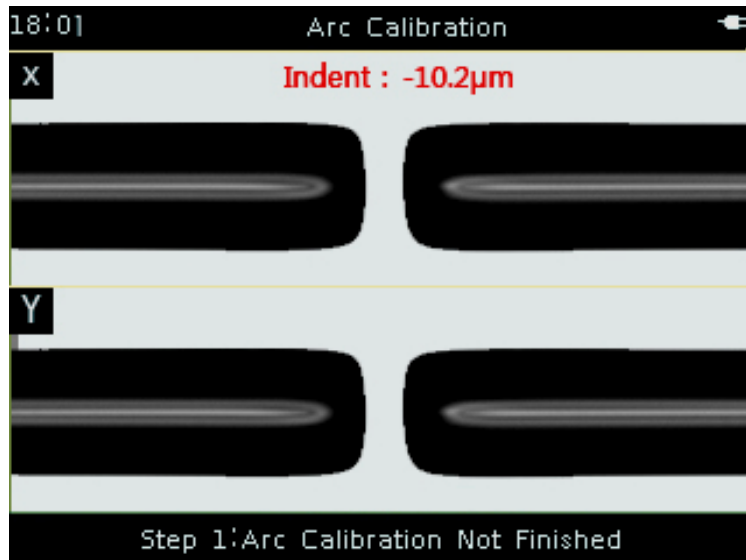 18:01 Arc Calibration
X
Indent : -10.2μm
Y
Step 1:Arc Calibration Not Finished